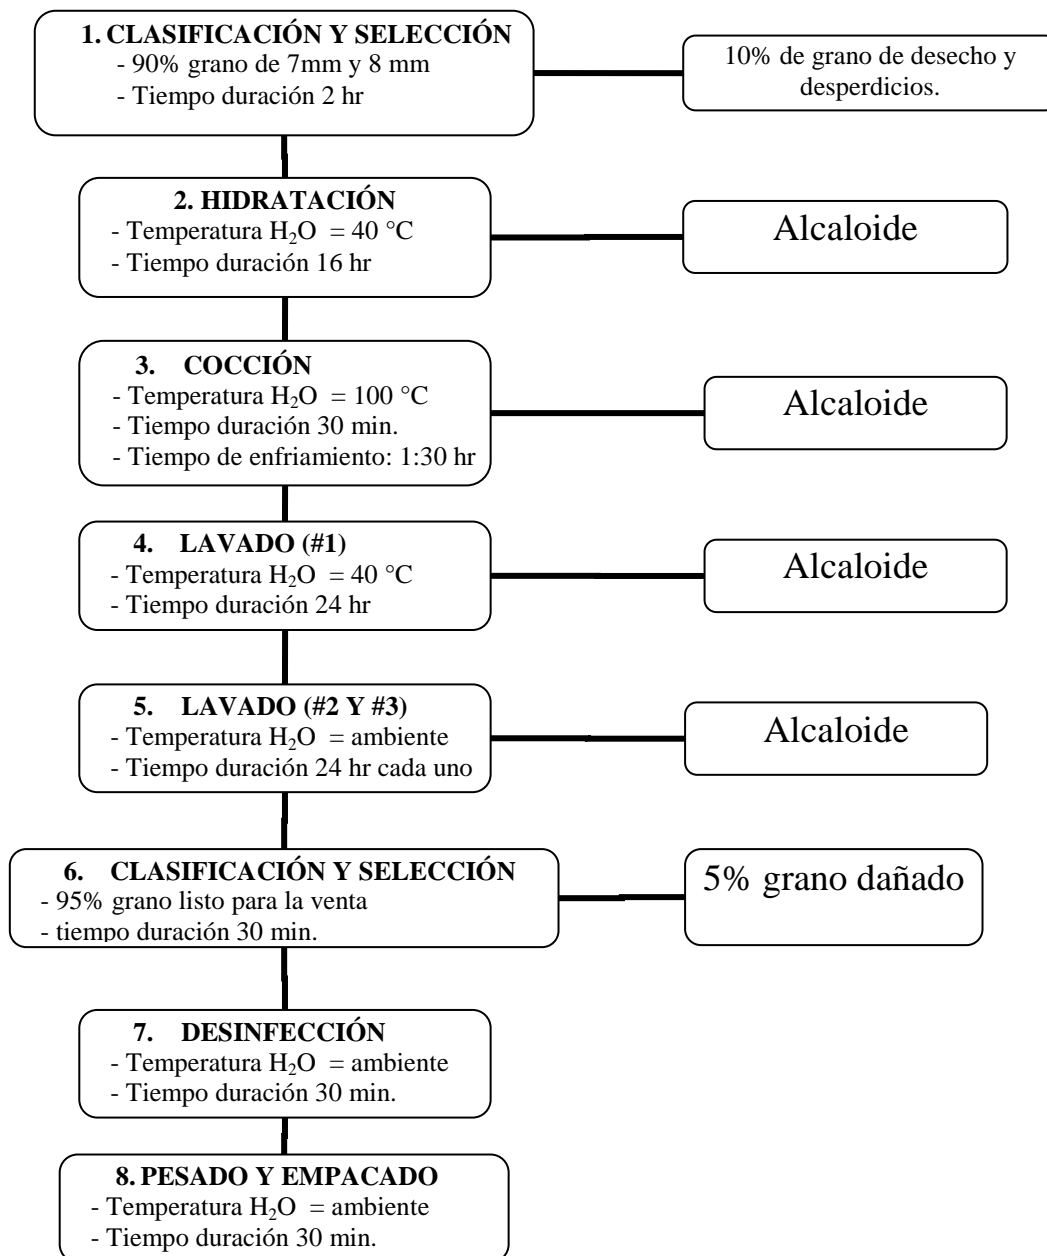 1. CLASIFICACIÓN Y SELECCIÓN
- 90% grano de 7mm y 8 mm
- Tiempo duración 2 hr
10% de grano de desecho y
desperdicios.
2. HIDRATACIÓN
- Temperatura H₂O = 40 °C
- Tiempo duración 16 hr
Alcaloide
3. COCCIÓN
- Temperatura H₂O = 100 °C
- Tiempo duración 30 min.
- Tiempo de enfriamiento: 1:30 hr
Alcaloide
4. LAVADO (#1)
- Temperatura H₂O = 40 °C
- Tiempo duración 24 hr
Alcaloide
5. LAVADO (#2 Y #3)
- Temperatura H₂O = ambiente
- Tiempo duración 24 hr cada uno
Alcaloide
6. CLASIFICACIÓN Y SELECCIÓN
- 95% grano listo para la venta
- tiempo duración 30 min.
5% grano dañado
7. DESINFECCIÓN
- Temperatura H₂O = ambiente
- Tiempo duración 30 min.
8. PESADO Y EMPACADO
- Temperatura H₂O = ambiente
- Tiempo duración 30 min.